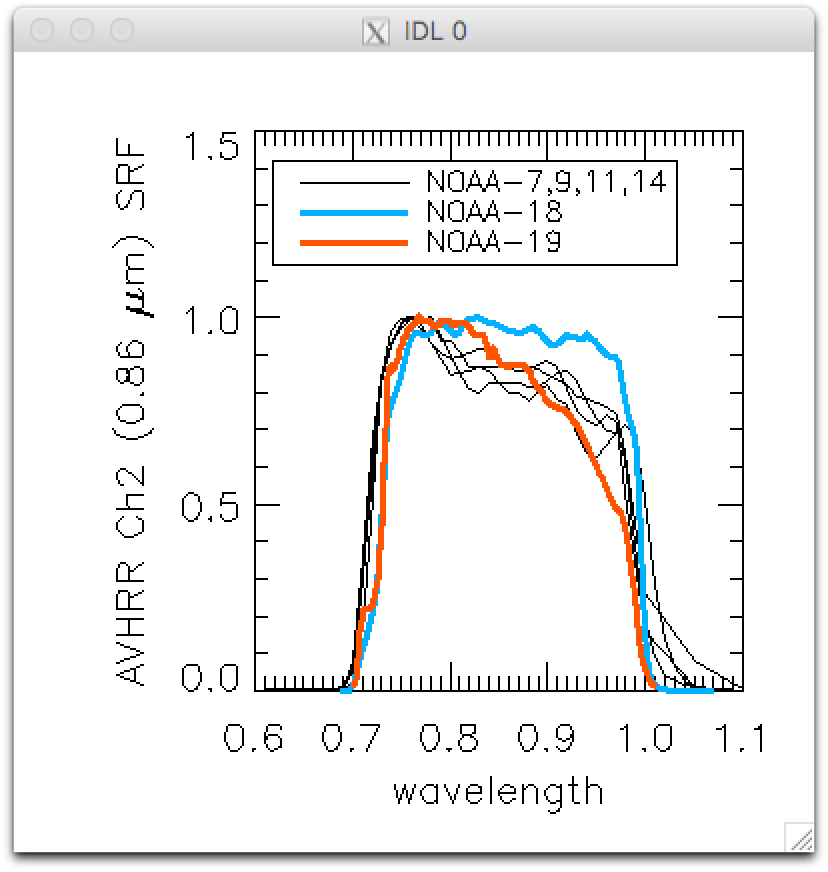 IDL 0
AVHRR Ch2 (0.86 μm) SRF
1.5
1.0
0.5
0.0
NOAA-7,9,11,14
NOAA-18
NOAA-19
0.6 0.7 0.8 0.9 1.0 1.1
wavelength